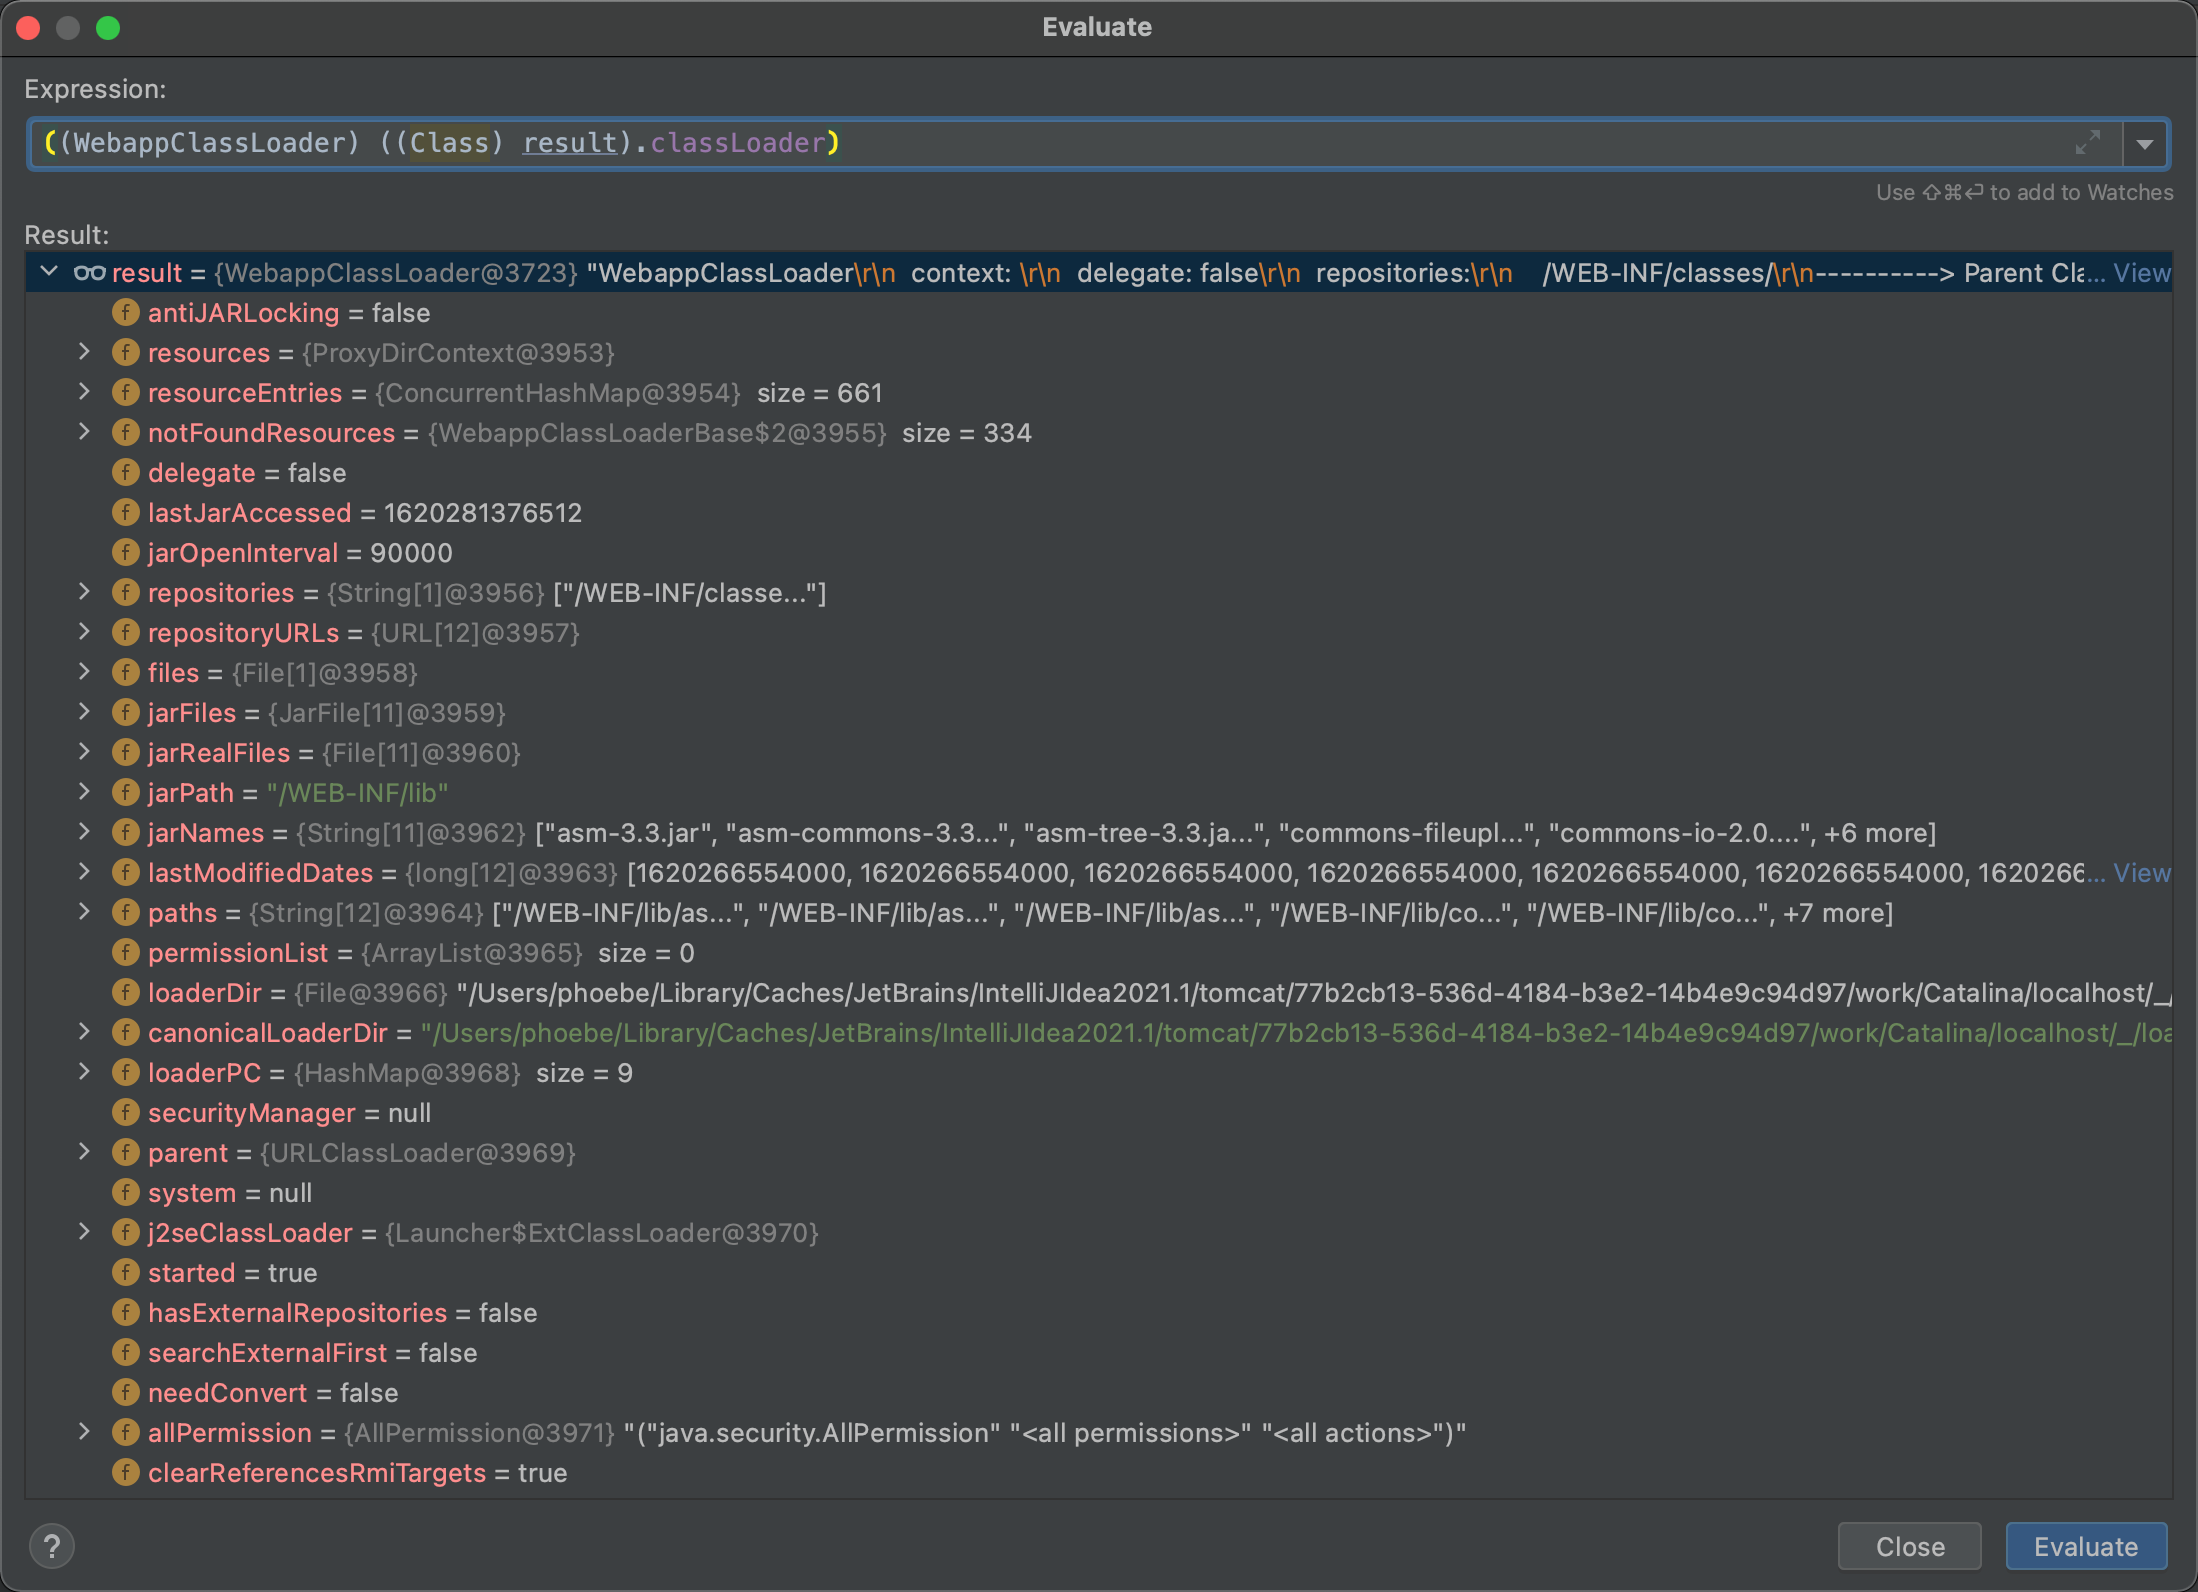 Evaluate
Expression:
((WebappClassLoader) ((Class) result).classLoader)
Use ⇧⌘⏎ to add to Watches
Result:
result = {WebappClassLoader@3723} "WebappClassLoader\r\n  context: \r\n  delegate: false\r\n  repositories:\r\n    /WEB-INF/classes/\r\n----------> Parent Cla... View
f antiJARLocking = false
f resources = {ProxyDirContext@3953}
f resourceEntries = {ConcurrentHashMap@3954}  size = 661
f notFoundResources = {WebappClassLoaderBase$2@3955}  size = 334
f delegate = false
f lastJarAccessed = 1620281376512
f jarOpenInterval = 90000
f repositories = {String[1]@3956} ["/WEB-INF/classe..."]
f repositoryURLs = {URL[12]@3957}
f files = {File[1]@3958}
f jarFiles = {JarFile[11]@3959}
f jarRealFiles = {File[11]@3960}
f jarPath = "/WEB-INF/lib"
f jarNames = {String[11]@3962} ["asm-3.3.jar", "asm-commons-3.3...", "asm-tree-3.3.ja...", "commons-fileupl...", "commons-io-2.0....", +6 more]
f lastModifiedDates = {long[12]@3963} [1620266554000, 1620266554000, 1620266554000, 1620266554000, 1620266554000, 1620266554000, 1620266... View
f paths = {String[12]@3964} ["/WEB-INF/lib/as...", "/WEB-INF/lib/as...", "/WEB-INF/lib/as...", "/WEB-INF/lib/co...", "/WEB-INF/lib/co...", +7 more]
f permissionList = {ArrayList@3965}  size = 0
f loaderDir = {File@3966} "/Users/phoebe/Library/Caches/JetBrains/IntelliJIdea2021.1/tomcat/77b2cb13-536d-4184-b3e2-14b4e9c94d97/work/Catalina/localhost/_/
f canonicalLoaderDir = "/Users/phoebe/Library/Caches/JetBrains/IntelliJIdea2021.1/tomcat/77b2cb13-536d-4184-b3e2-14b4e9c94d97/work/Catalina/localhost/_/loa
f loaderPC = {HashMap@3968}  size = 9
f securityManager = null
f parent = {URLClassLoader@3969}
f system = null
f j2seClassLoader = {Launcher$ExtClassLoader@3970}
f started = true
f hasExternalRepositories = false
f searchExternalFirst = false
f needConvert = false
f allPermission = {AllPermission@3971} "("java.security.AllPermission" "<all permissions>" "<all actions>")"
f clearReferencesRmiTargets = true
? Close Evaluate